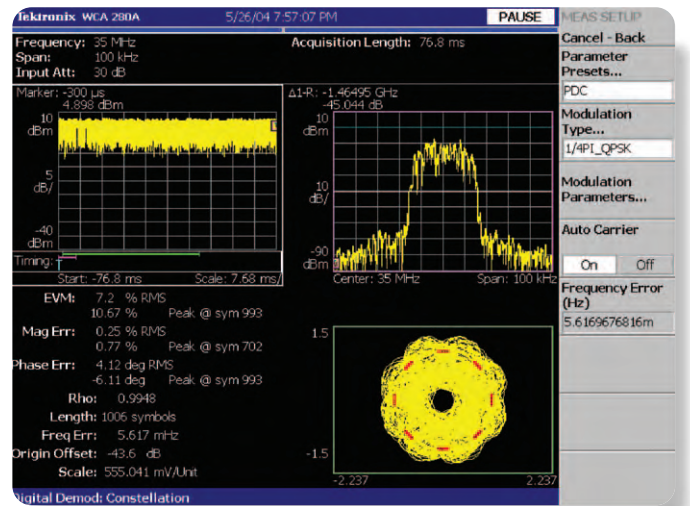 Tektronix WCA 280A 5/26/04 7:57:07 PM PAUSE MEAS SETUP
Frequency: 35 MHz
Span: 100 kHz
Input Att: 30 dB
Acquisition Length: 76.8 ms
Marker: -300 µs
4.898 dBm
10
dBm
5
dB/
-40
dBm
Timing:
Start: -76.8 ms Scale: 7.68 ms/
Δ1-R: -1.46495 GHz
-45.044 dB
10
dBm
10
dB/
-90
dBm
Center: 35 MHz Span: 100 kHz
EVM: 7.2 % RMS
10.67 % Peak @ sym 993
Mag Err: 0.25 % RMS
0.77 % Peak @ sym 702
Phase Err: 4.12 deg RMS
-6.11 deg Peak @ sym 993
Rho: 0.9948
Length: 1006 symbols
Freq Err: 5.617 mHz
Origin Offset: -43.6 dB
Scale: 555.041 mV/Unit
1.5
-1.5
-2.237 2.237
Digital Demod: Constellation
Cancel - Back
Parameter
Presets...
PDC
Modulation
Type...
1/4PI_QPSK
Modulation
Parameters...
Auto Carrier
On Off
Frequency Error
(Hz)
5.6169676816m